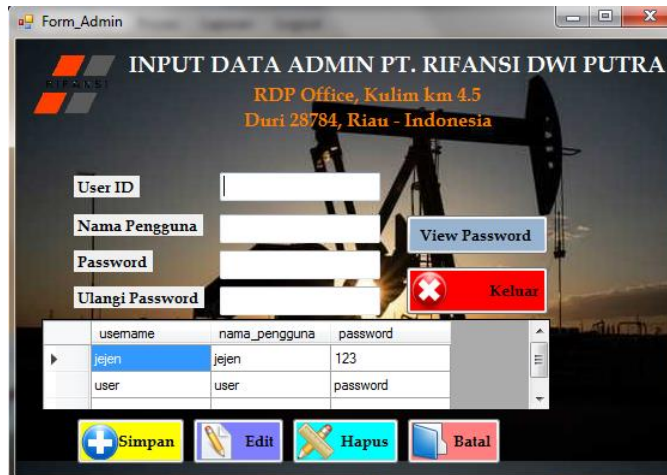 Form_Admin
INPUT DATA ADMIN PT. RIFANSI DWI PUTRA
RIFANSI
RDP Office, Kulim km 4.5
Duri 28784, Riau - Indonesia
User ID
Nama Pengguna
View Password
Password
Keluar
Ulangi Password
username nama_pengguna password
jejen jejen 123
user user password
Simpan Edit Hapus Batal